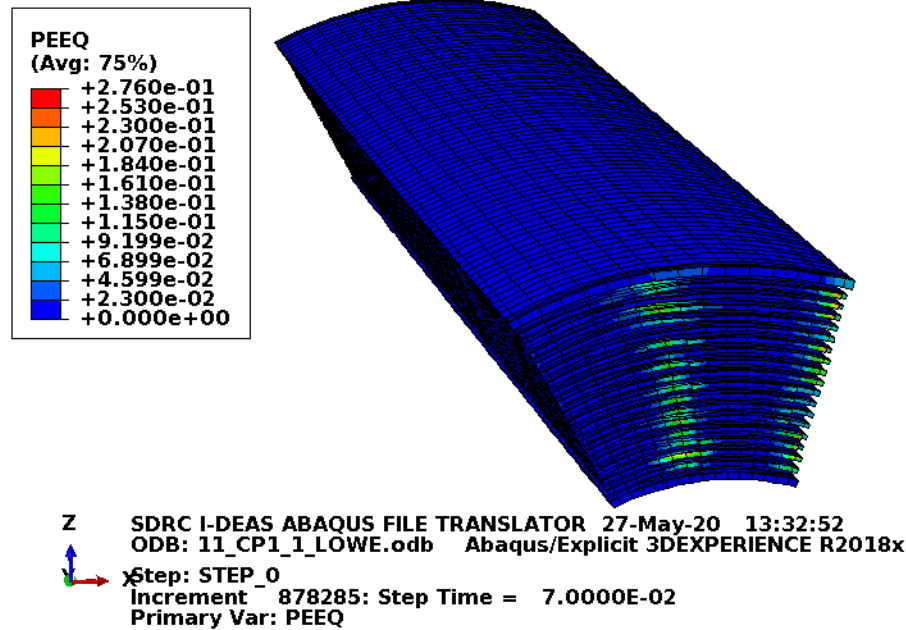 PEEQ
(Avg: 75%)
+2.760e-01
+2.530e-01
+2.300e-01
+2.070e-01
+1.840e-01
+1.610e-01
+1.380e-01
+1.150e-01
+9.199e-02
+6.899e-02
+4.599e-02
+2.300e-02
+0.000e+00
Z
Y
X
SDRC I-DEAS ABAQUS FILE TRANSLATOR 27-May-20 13:32:52
ODB: 11_CP1_1_LOWE.odb Abaqus/Explicit 3DEXPERIENCE R2018x
Step: STEP_0
Increment 878285: Step Time = 7.0000E-02
Primary Var: PEEQ